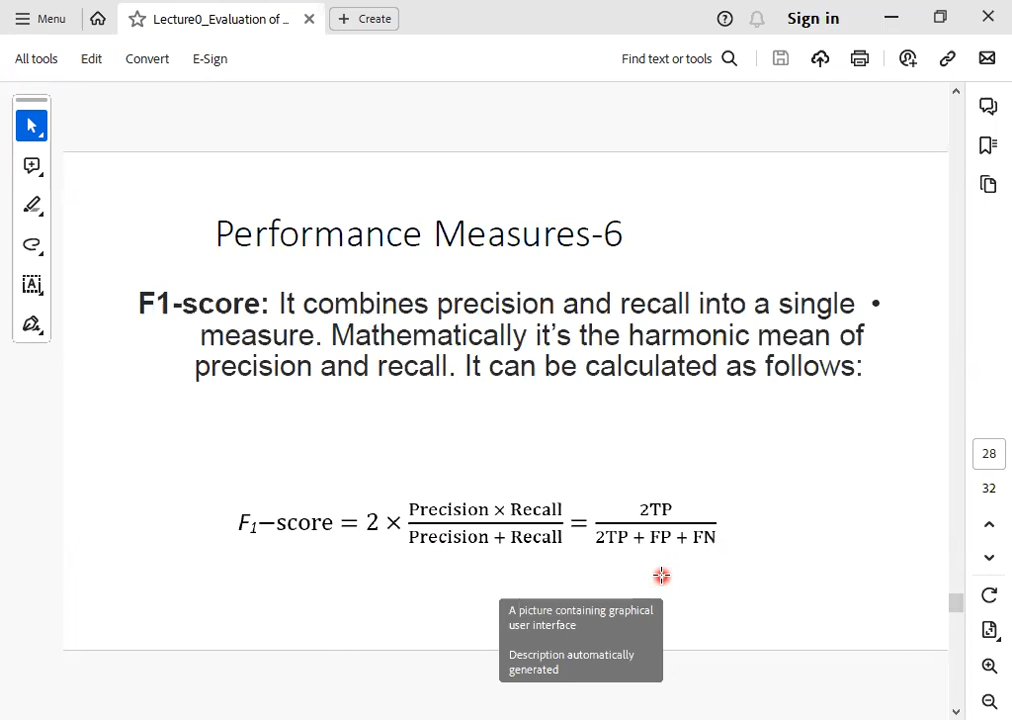 Menu
Lecture0_Evaluation of ...
Create
Sign in
All tools
Edit
Convert
E-Sign
Find text or tools
Performance Measures-6
F1-score: It combines precision and recall into a single •
measure. Mathematically it’s the harmonic mean of
precision and recall. It can be calculated as follows:
F₁−score = 2 × (Precision × Recall)/(Precision + Recall) = 2TP/(2TP + FP + FN)
A picture containing graphical
user interface
Description automatically
generated
28
32